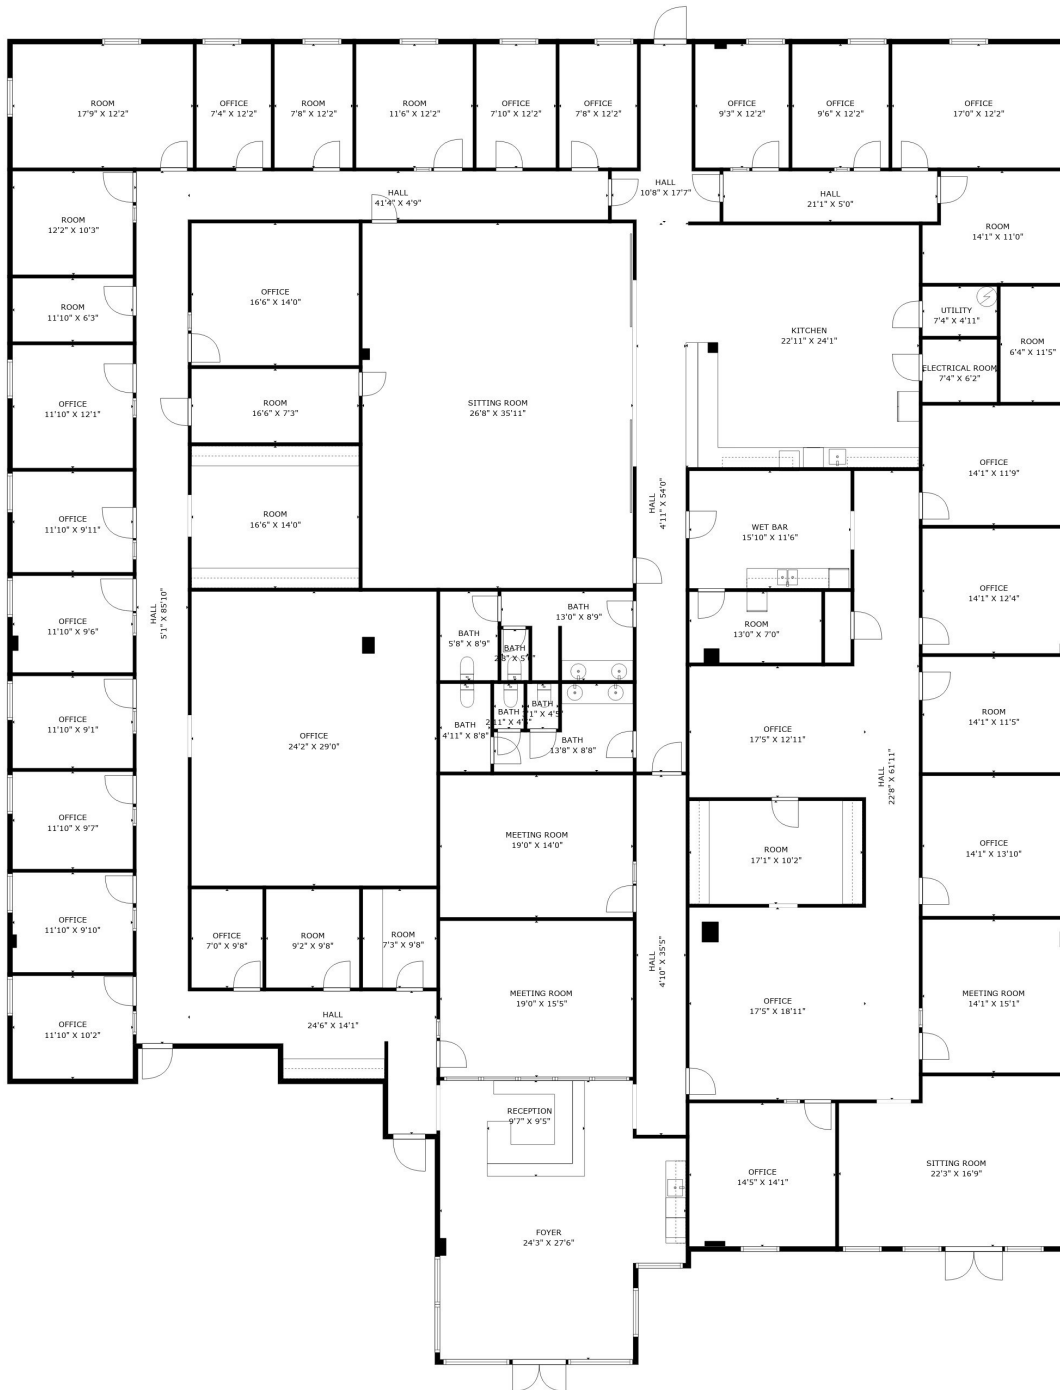 ROOM
17'9" X 12'2"
OFFICE
7'4" X 12'2"
ROOM
7'8" X 12'2"
ROOM
11'6" X 12'2"
OFFICE
7'10" X 12'2"
OFFICE
7'8" X 12'2"
OFFICE
9'3" X 12'2"
OFFICE
9'6" X 12'2"
OFFICE
17'0" X 12'2"
HALL
41'4" X 4'9"
HALL
10'8" X 17'7"
HALL
21'1" X 5'0"
ROOM
12'2" X 10'3"
ROOM
14'1" X 11'0"
ROOM
11'10" X 6'3"
OFFICE
16'6" X 14'0"
KITCHEN
22'11" X 24'1"
UTILITY
7'4" X 4'11"
ROOM
6'4" X 11'5"
ELECTRICAL ROOM
7'4" X 6'2"
OFFICE
11'10" X 12'1"
ROOM
16'6" X 7'3"
SITTING ROOM
26'8" X 35'11"
OFFICE
14'1" X 11'9"
OFFICE
11'10" X 9'11"
ROOM
16'6" X 14'0"
HALL
4'11" X 54'0"
WET BAR
15'10" X 11'6"
OFFICE
14'1" X 12'4"
OFFICE
11'10" X 9'6"
HALL
5'1" X 85'10"
BATH
5'8" X 8'9"
BATH
BATH
13'0" X 8'9"
ROOM
13'0" X 7'0"
OFFICE
11'10" X 9'1"
OFFICE
24'2" X 29'0"
BATH
4'11" X 8'8"
BATH
BATH
BATH
13'8" X 8'8"
OFFICE
17'5" X 12'11"
ROOM
14'1" X 11'5"
HALL
22'8" X 61'11"
OFFICE
11'10" X 9'7"
MEETING ROOM
19'0" X 14'0"
ROOM
17'1" X 10'2"
OFFICE
14'1" X 13'10"
OFFICE
11'10" X 9'10"
OFFICE
7'0" X 9'8"
ROOM
9'2" X 9'8"
ROOM
7'3" X 9'8"
HALL
4'10" X 35'5"
MEETING ROOM
19'0" X 15'5"
OFFICE
17'5" X 18'11"
MEETING ROOM
14'1" X 15'1"
OFFICE
11'10" X 10'2"
HALL
24'6" X 14'1"
RECEPTION
9'7" X 9'5"
OFFICE
14'5" X 14'1"
SITTING ROOM
22'3" X 16'9"
FOYER
24'3" X 27'6"